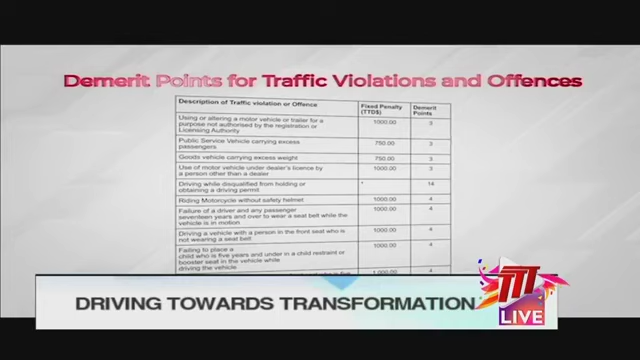 Demerit Points for Traffic Violations and Offences
Description of Traffic violation or Offence Fixed Penalty (TTD$) Demerit Points
Using or altering a motor vehicle or trailer for a
purpose not authorised by the registration or
Licensing Authority 1000.00 3
Public Service Vehicle carrying excess
passengers 750.00 3
Goods vehicle carrying excess weight 750.00 3
Use of motor vehicle under dealer's licence by
a person other than a dealer 1000.00 3
Driving while disqualified from holding or
obtaining a driving permit * 14
Riding Motorcycle without safety helmet 1000.00 4
Failure of a driver and any passenger
seventeen years and over to wear a seat belt while the
vehicle is in motion 1000.00 4
Driving a vehicle with a person in the front seat who is
not wearing a seat belt 1000.00 4
Failing to place a
child who is five years and under in a child restraint or
booster seat in the vehicle while
driving the vehicle 1000.00 4
1,000.00 4
DRIVING TOWARDS TRANSFORMATION
TTT
LIVE